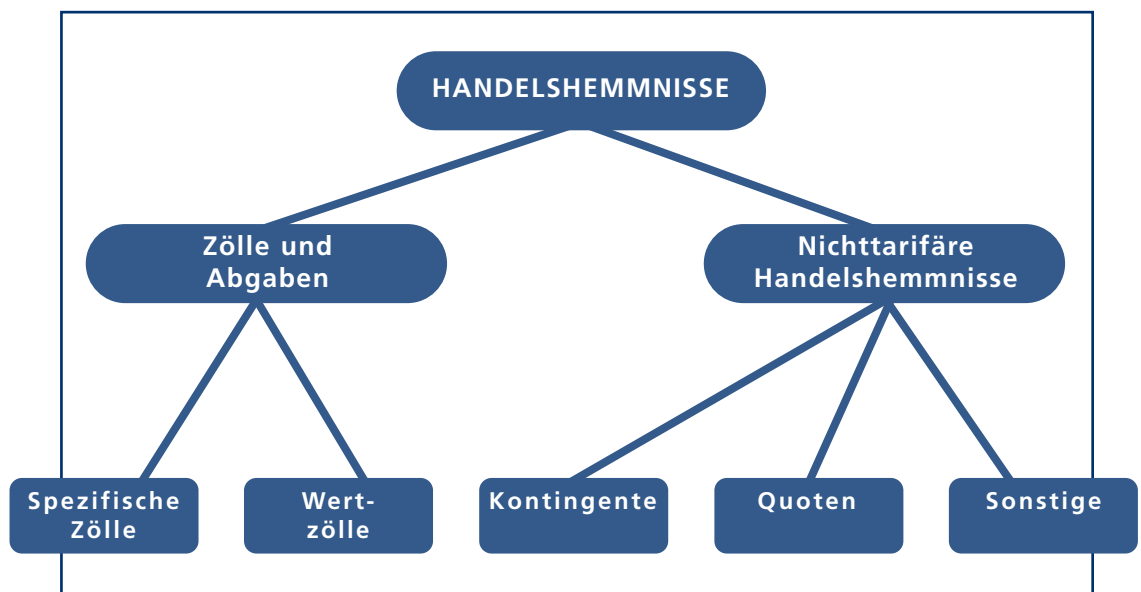 HANDELSHEMMNISSE
Zölle und
Abgaben
Nichttarifäre
Handelshemmnisse
Spezifische
Zölle
Wert-
zölle
Kontingente
Quoten
Sonstige